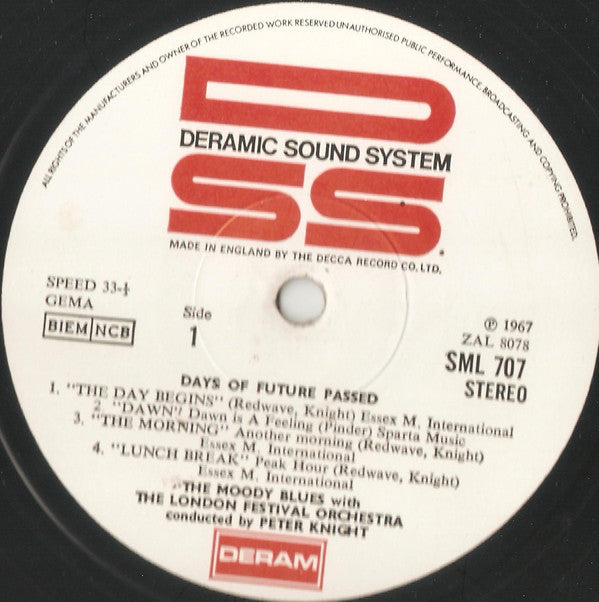 ALL RIGHTS OF THE MANUFACTURERS AND OWNER OF THE RECORDED WORK RESERVED UNAUTHORISED PUBLIC PERFORMANCE, BROADCASTING AND COPYING PROHIBITED.
D
DERAMIC SOUND SYSTEM
SS.
MADE IN ENGLAND BY THE DECCA RECORD CO. LTD.
SPEED 33-⅓
GEMA
BIEM NCB
Side
1
℗ 1967
ZAL 8078
SML 707
STEREO
DAYS OF FUTURE PASSED
1. "THE DAY BEGINS" (Redwave, Knight) Essex M. International
2. "DAWN"/ Dawn is A Feeling (Pinder) Sparta Music
3. "THE MORNING" Another morning (Redwave, Knight)
Essex M. International
4. "LUNCH BREAK" Peak Hour (Redwave, Knight)
Essex M. International
"THE MOODY BLUES with
THE LONDON FESTIVAL ORCHESTRA
conducted by PETER KNIGHT
DERAM